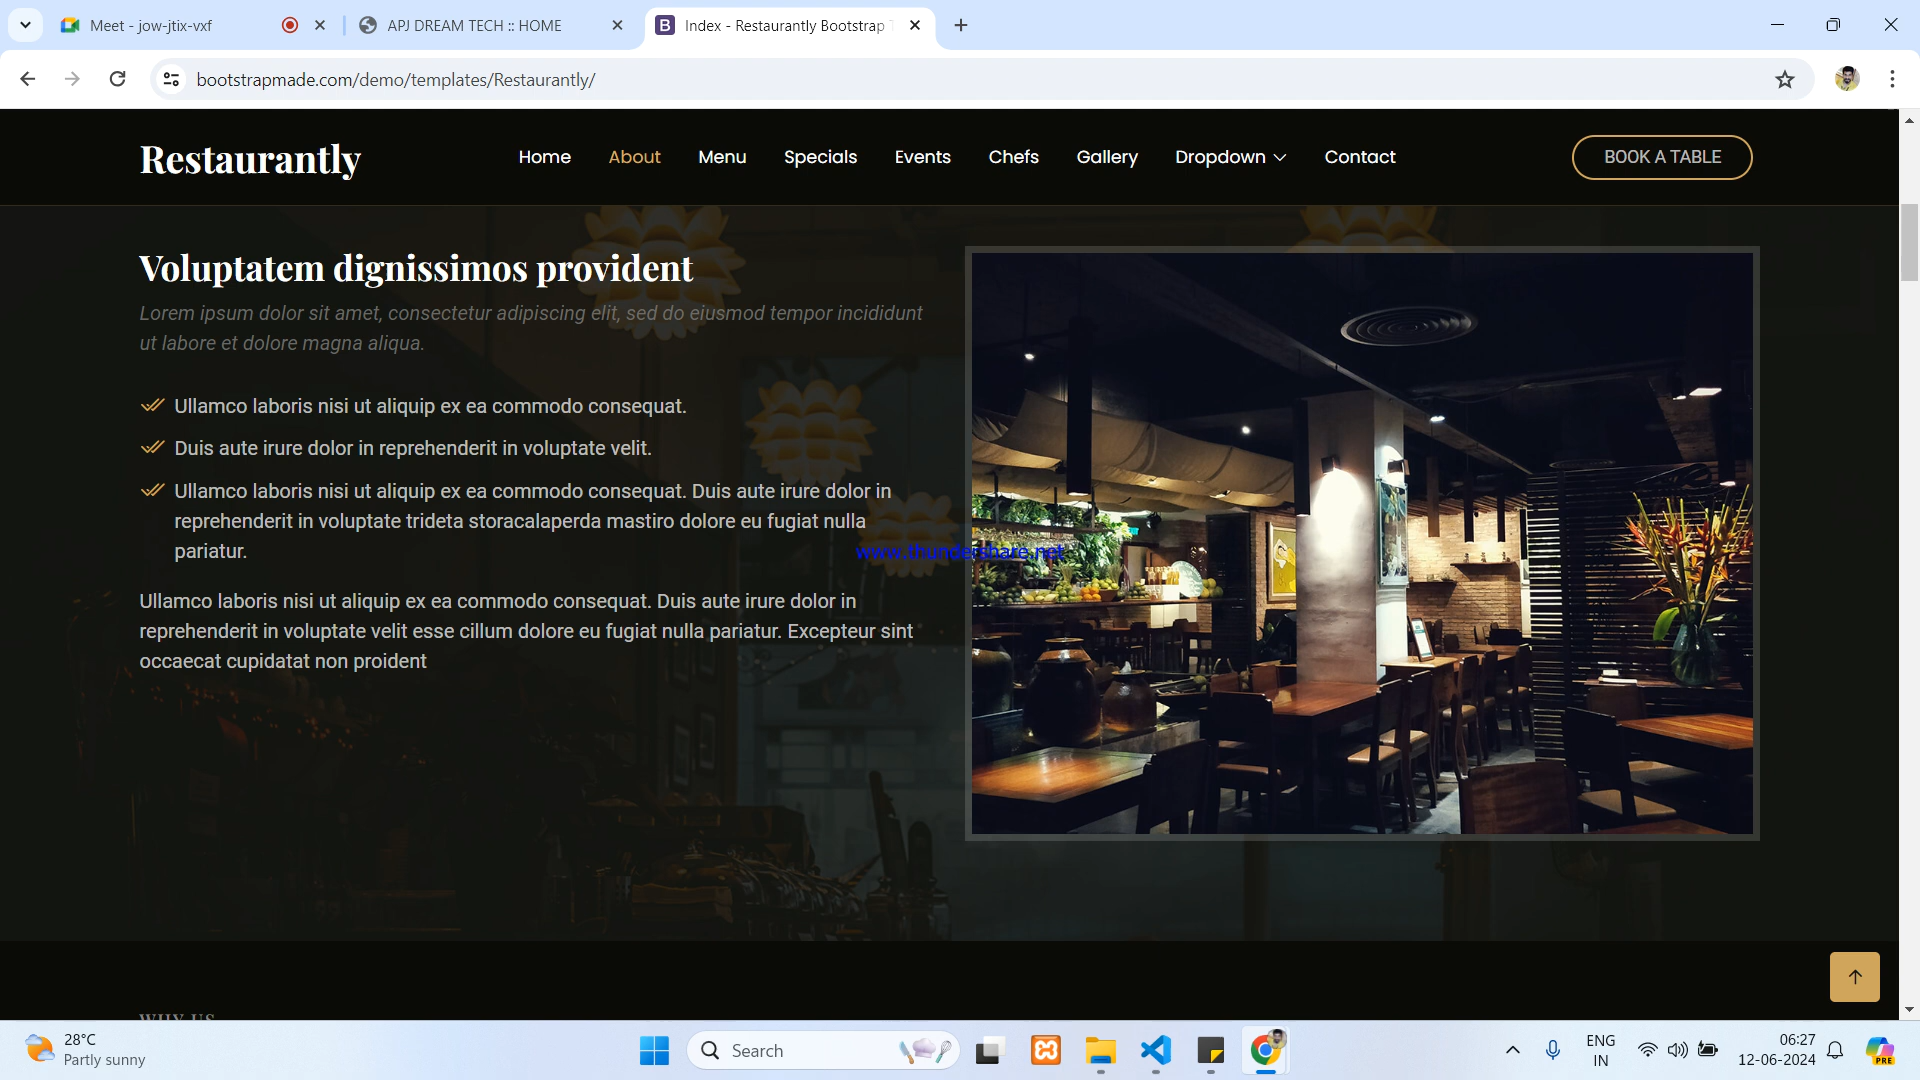 Meet - jow-jtix-vxf
APJ DREAM TECH :: HOME
B
Index - Restaurantly Bootstrap
bootstrapmade.com/demo/templates/Restaurantly/
Restaurantly
Home
About
Menu
Specials
Events
Chefs
Gallery
Dropdown
Contact
BOOK A TABLE
Voluptatem dignissimos provident
Lorem ipsum dolor sit amet, consectetur adipiscing elit, sed do eiusmod tempor incididunt
ut labore et dolore magna aliqua.
Ullamco laboris nisi ut aliquip ex ea commodo consequat.
Duis aute irure dolor in reprehenderit in voluptate velit.
Ullamco laboris nisi ut aliquip ex ea commodo consequat. Duis aute irure dolor in
reprehenderit in voluptate trideta storacalaperda mastiro dolore eu fugiat nulla
pariatur.
www.thundershare.net
Ullamco laboris nisi ut aliquip ex ea commodo consequat. Duis aute irure dolor in
reprehenderit in voluptate velit esse cillum dolore eu fugiat nulla pariatur. Excepteur sint
occaecat cupidatat non proident
WHY US
28°C
Partly sunny
Search
ENG
IN
06:27
12-06-2024
PRE